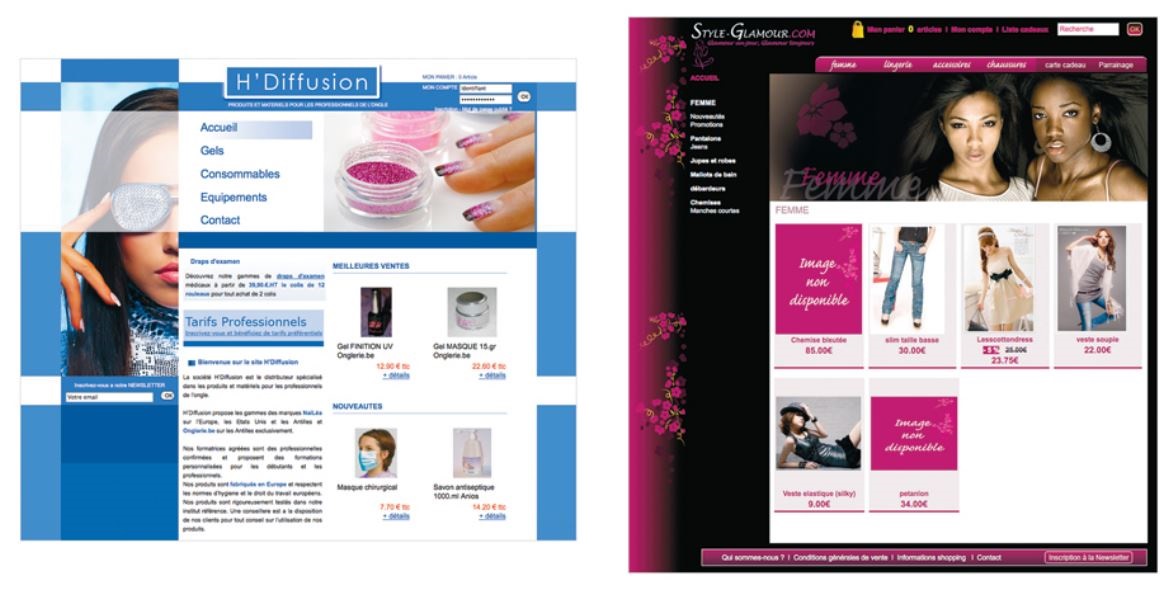 H'Diffusion
PRODUITS ET MATERIELS POUR LES PROFESSIONNELS DE L'ONGLE
MON PANIER : 0 Article
MON COMPTE Identifiant
OK
Inscription - Mot de passe oublié ?
Accueil
Gels
Consommables
Equipements
Contact
Draps d'examen
Découvrez notre gammes de draps d'examen
médicaux à partir de 39,90 €.HT le colis de 12
rouleaux pour tout achat de 2 colis
Tarifs Professionnels
Inscrivez vous et bénéficiez de tarifs préférentiels
Bienvenue sur le site H'Diffusion
La société H'Diffusion est le distributeur spécialisé
dans les produits et matériels pour les professionnels
de l'ongle.
H'Diffusion propose les gammes des marques NaiLés
sur l'Europe, les Etats Unis et les Antilles et
Onglerie.be sur les Antilles exclusivement.
Nos formatrices agréées sont des professionnelles
confirmées et proposent des formations
personnalisées pour les débutants et les
professionnels.
Nos produits sont fabriqués en Europe et respectent
les normes d'hygiene et le droit du travail européens.
Nos produits sont rigoureusement testés dans notre
institut référence. Une conseillere est a la disposition
de nos clients pour tout conseil sur l'utilisation de nos
produits.
Inscrivez-vous a notre NEWSLETTER
Votre email
OK
MEILLEURES VENTES
Gel FINITION UV
Onglerie.be
12.90 € ttc
+ détails
Gel MASQUE 15.gr
Onglerie.be
22.60 € ttc
+ détails
NOUVEAUTES
Masque chirurgical
7.70 € ttc
+ détails
Savon antiseptique
1000.ml Anios
14.20 € ttc
+ détails
STYLE-GLAMOUR.COM
Glamour un jour, Glamour toujours
Mon panier 0 articles | Mon compte | Liste cadeaux
Recherche
OK
femme
lingerie
accessoires
chaussures
carte cadeau
Parrainage
ACCUEIL
FEMME
Nouveautés
Promotions
Pantalons
Jeans
Jupes et robes
Maillots de bain
débardeurs
Chemises
Manches courtes
Femme
Femme
FEMME
Image
non
disponible
Chemise bleutée
85.00€
slim taille basse
30.00€
Lasscottondress
-5% 25.00€
23.75€
veste souple
22.00€
Veste elastique (silky)
9.00€
Image
non
disponible
petanlon
34.00€
Qui sommes-nous ? | Conditions générales de vente | Informations shopping | Contact
Inscription à la Newsletter